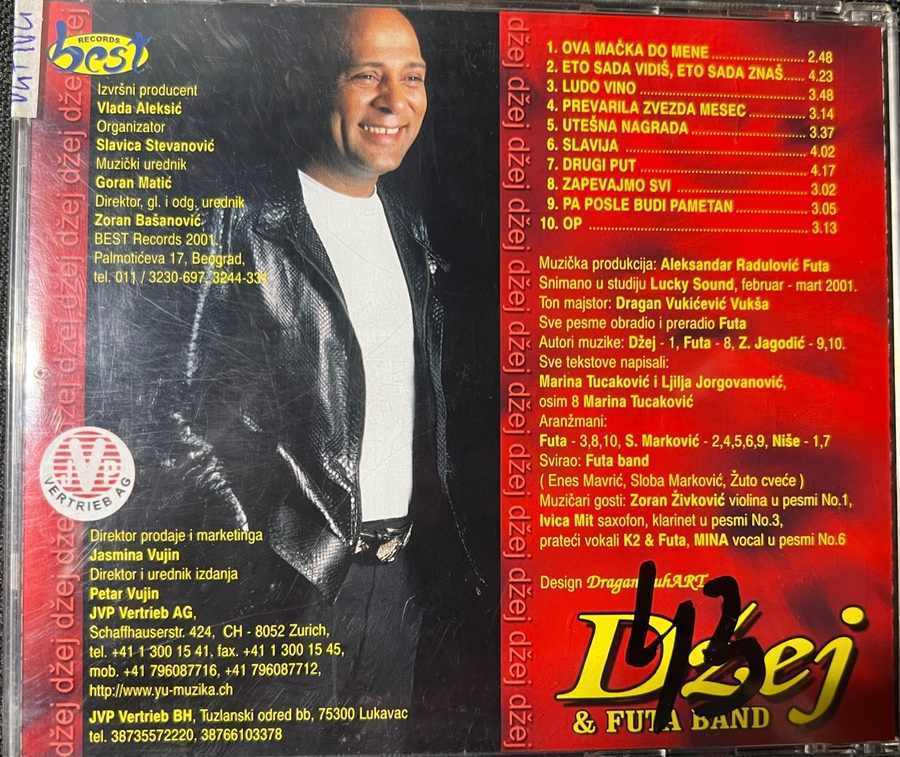 RECORDS
best
Izvršni producent
Vlada Aleksić
Organizator
Slavica Stevanović
Muzički urednik
Goran Matić
Direktor, gl. i odg. urednik
Zoran Bašanović
BEST Records 2001.
Palmotićeva 17, Beograd,
tel. 011 / 3230-697, 3244-331
VERTRIEB AG
Direktor prodaje i marketinga
Jasmina Vujin
Direktor i urednik izdanja
Petar Vujin
JVP Vertrieb AG,
Schaffhauserstr. 424, CH - 8052 Zurich,
tel. +41 1 300 15 41, fax. +41 1 300 15 45,
mob. +41 796087716, +41 796087712,
http://www.yu-muzika.ch
JVP Vertrieb BH, Tuzlanski odred bb, 75300 Lukavac
tel. 38735572220, 38766103378
džej džej džej džej džej džej džej džej
džej džej džej džej džej džej džej džej džej džej
1. OVA MAČKA DO MENE 2.48
2. ETO SADA VIDIŠ, ETO SADA ZNAŠ 4.23
3. LUDO VINO 3.48
4. PREVARILA ZVEZDA MESEC 3.14
5. UTEŠNA NAGRADA 3.37
6. SLAVIJA 4.02
7. DRUGI PUT 4.17
8. ZAPEVAJMO SVI 3.02
9. PA POSLE BUDI PAMETAN 3.05
10. OP 3.13
Muzička produkcija: Aleksandar Radulović Futa
Snimano u studiju Lucky Sound, februar - mart 2001.
Ton majstor: Dragan Vukićević Vukša
Sve pesme obradio i preradio Futa
Autori muzike: Džej - 1, Futa - 8, Z. Jagodić - 9,10.
Sve tekstove napisali:
Marina Tucaković i Ljilja Jorgovanović,
osim 8 Marina Tucaković
Aranžmani:
Futa - 3,8,10, S. Marković - 2,4,5,6,9, Niše - 1,7
Svirao: Futa band
( Enes Mavrić, Sloba Marković, Žuto cveće )
Muzičari gosti: Zoran Živković violina u pesmi No.1,
Ivica Mit saxofon, klarinet u pesmi No.3,
prateći vokali K2 & Futa, MINA vocal u pesmi No.6
Design Dragan
Džej
& FUTA BAND